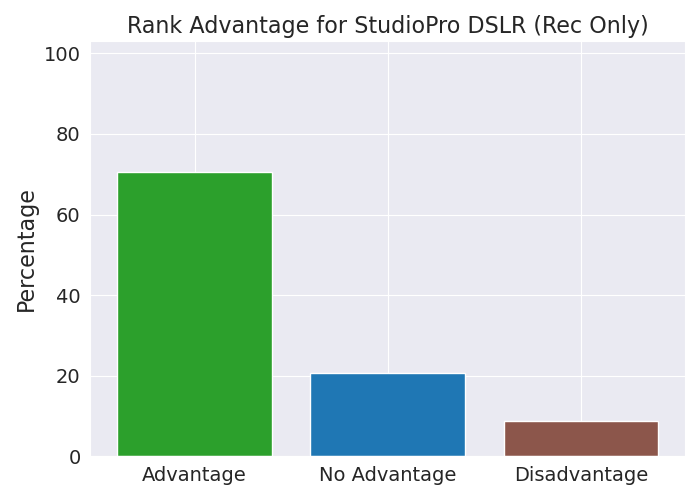 Rank Advantage for StudioPro DSLR (Rec Only)
100
80
60
40
20
0
Percentage
Advantage
No Advantage
Disadvantage